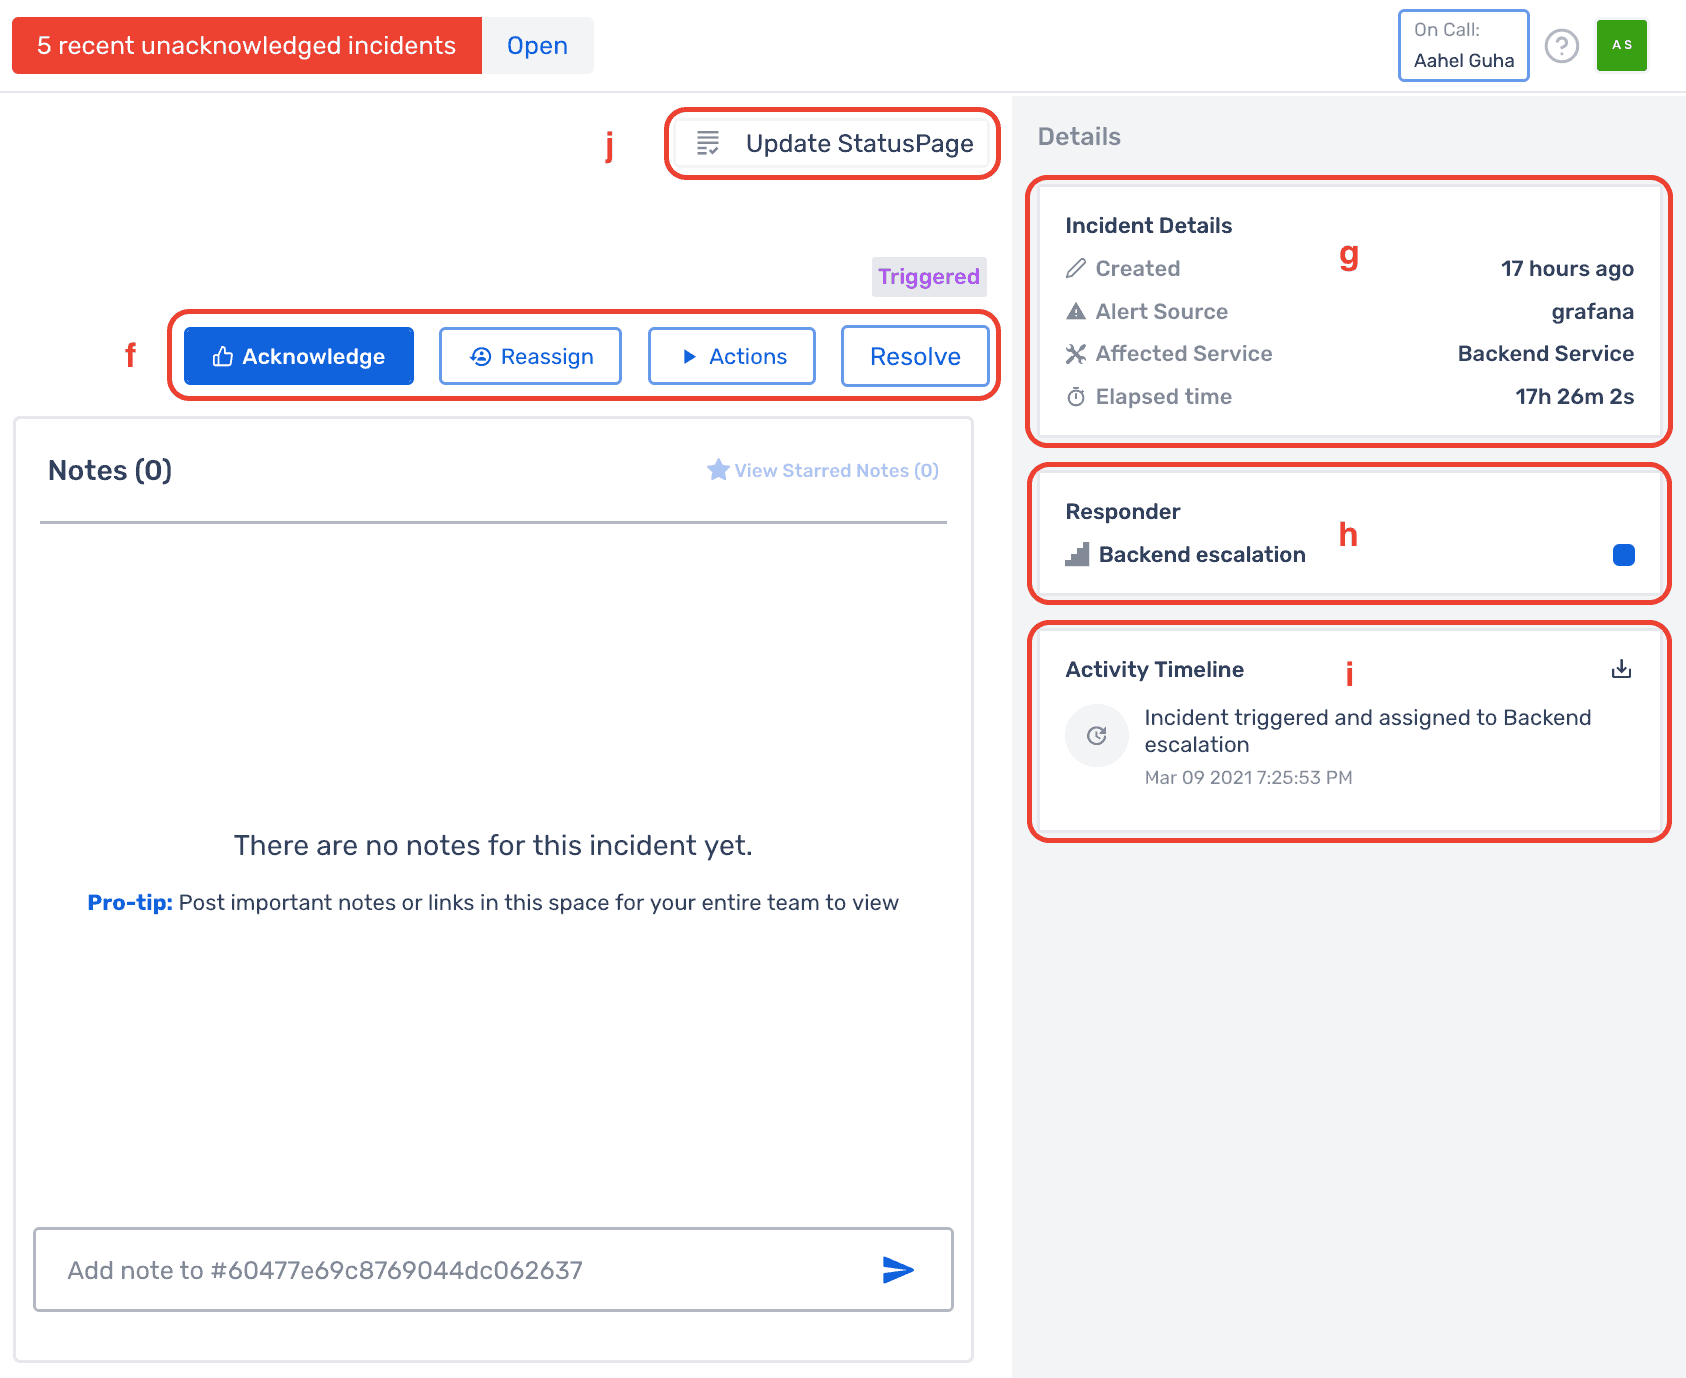 5 recent unacknowledged incidents
Open
On Call:
Aahel Guha
?
AS
j
Update StatusPage
Triggered
f
Acknowledge
Reassign
Actions
Resolve
Notes (0)
View Starred Notes (0)
There are no notes for this incident yet.
Pro-tip: Post important notes or links in this space for your entire team to view
Add note to #60477e69c8769044dc062637
Details
Incident Details
g
Created 17 hours ago
Alert Source grafana
Affected Service Backend Service
Elapsed time 17h 26m 2s
Responder
h
Backend escalation
Activity Timeline
i
Incident triggered and assigned to Backend
escalation
Mar 09 2021 7:25:53 PM